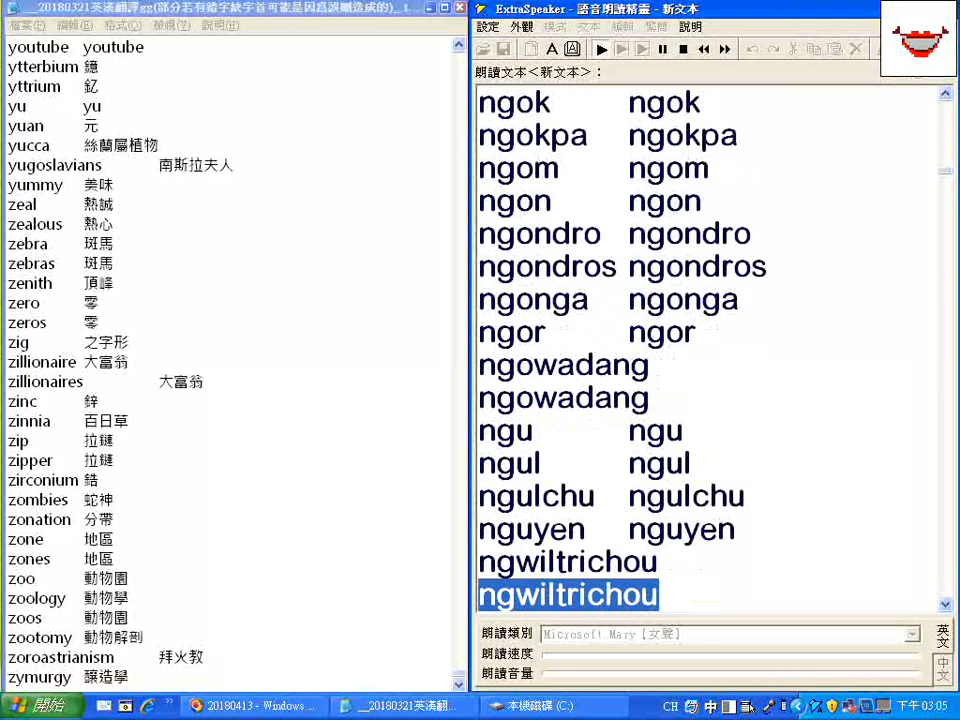 __20180321英漢翻譯gg(部分若有錯字缺字首可能是因為誤刪造成的)_1...
檔案(F) 編輯(E) 格式(O) 檢視(V) 說明(H)
youtube youtube
ytterbium 鐿
yttrium 釔
yu yu
yuan 元
yucca 絲蘭屬植物
yugoslavians 南斯拉夫人
yummy 美味
zeal 熱誠
zealous 熱心
zebra 斑馬
zebras 斑馬
zenith 頂峰
zero 零
zeros 零
zig 之字形
zillionaire 大富翁
zillionaires 大富翁
zinc 鋅
zinnia 百日草
zip 拉鏈
zipper 拉鏈
zirconium 鋯
zombies 蛇神
zonation 分帶
zone 地區
zones 地區
zoo 動物園
zoology 動物學
zoos 動物園
zootomy 動物解剖
zoroastrianism 拜火教
zymurgy 釀造學
ExtraSpeaker - 語音朗讀精靈 - 新文本
設定 外觀 模式 文本 編輯 繁簡 說明
朗讀文本<新文本>：
ngok ngok
ngokpa ngokpa
ngom ngom
ngon ngon
ngondro ngondro
ngondros ngondros
ngonga ngonga
ngor ngor
ngowadang
ngowadang
ngu ngu
ngul ngul
ngulchu ngulchu
nguyen nguyen
ngwiltrichou
ngwiltrichou
朗讀類別 Microsoft Mary【女聲】
朗讀速度
朗讀音量
英文
中文
開始 20180413 - Windows ... __20180321英漢翻... 本機磁碟 (C:) CH 中 下午 03:05